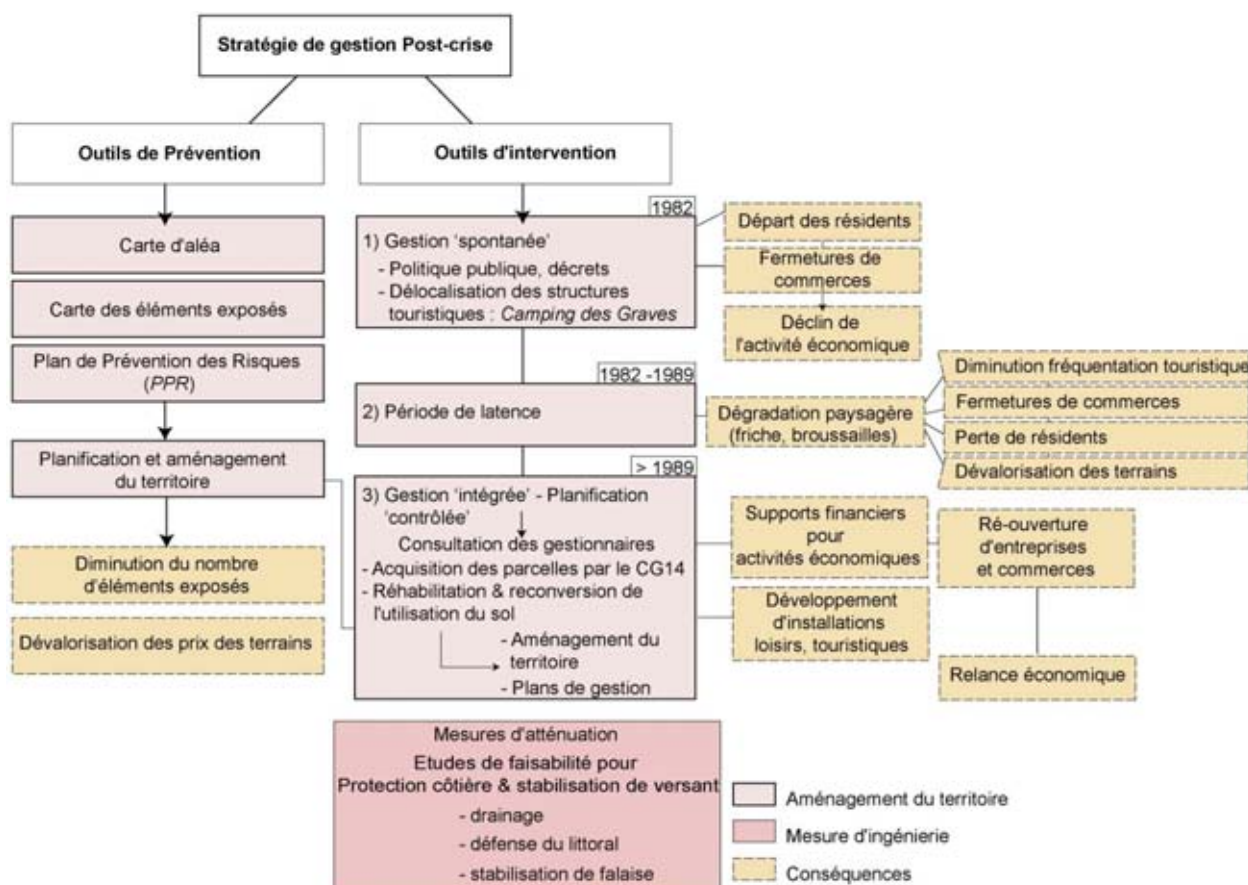 Stratégie de gestion Post-crise
Outils de Prévention
Carte d'aléa
Carte des éléments exposés
Plan de Prévention des Risques
(PPR)
Planification et aménagement
du territoire
Diminution du nombre
d'éléments exposés
Dévalorisation des prix des terrains
Outils d'intervention
1982
1) Gestion 'spontanée'
- Politique publique, décrets
- Délocalisation des structures
touristiques : Camping des Graves
Départ des résidents
Fermetures de
commerces
Déclin de
l'activité économique
1982 -1989
2) Période de latence
Dégradation paysagère
(friche, broussailles)
Diminution fréquentation touristique
Fermetures de commerces
Perte de résidents
Dévalorisation des terrains
> 1989
3) Gestion 'intégrée' - Planification
'contrôlée'
Consultation des gestionnaires
- Acquisition des parcelles par le CG14
- Réhabilitation & reconversion de
l'utilisation du sol
- Aménagement du
territoire
- Plans de gestion
Supports financiers
pour
activités économiques
Ré-ouverture
d'entreprises
et commerces
Développement
d'installations
loisirs, touristiques
Relance économique
Mesures d'atténuation
Etudes de faisabilité pour
Protection côtière & stabilisation de versant
- drainage
- défense du littoral
- stabilisation de falaise
Aménagement du territoire
Mesure d'ingénierie
Conséquences